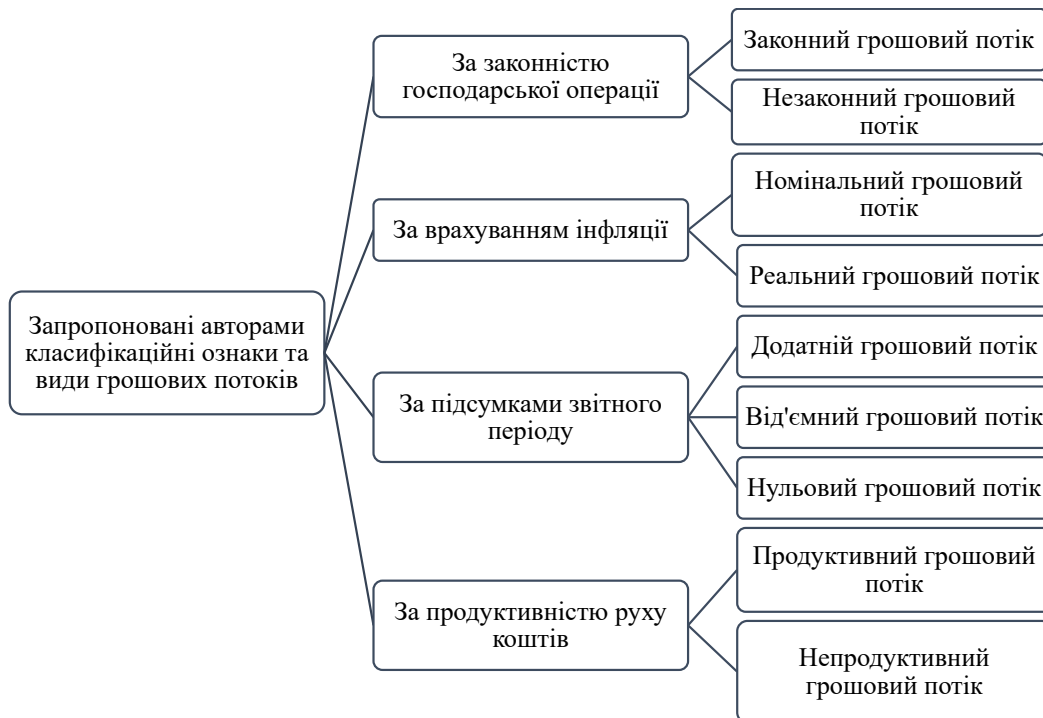 Запропоновані авторами
класифікаційні ознаки та
види грошових потоків
За законністю
господарської операції
Законний грошовий потік
Незаконний грошовий
потік
За врахуванням інфляції
Номінальний грошовий
потік
Реальний грошовий потік
За підсумками звітного
періоду
Додатній грошовий потік
Від'ємний грошовий потік
Нульовий грошовий потік
За продуктивністю руху
коштів
Продуктивний грошовий
потік
Непродуктивний
грошовий потік